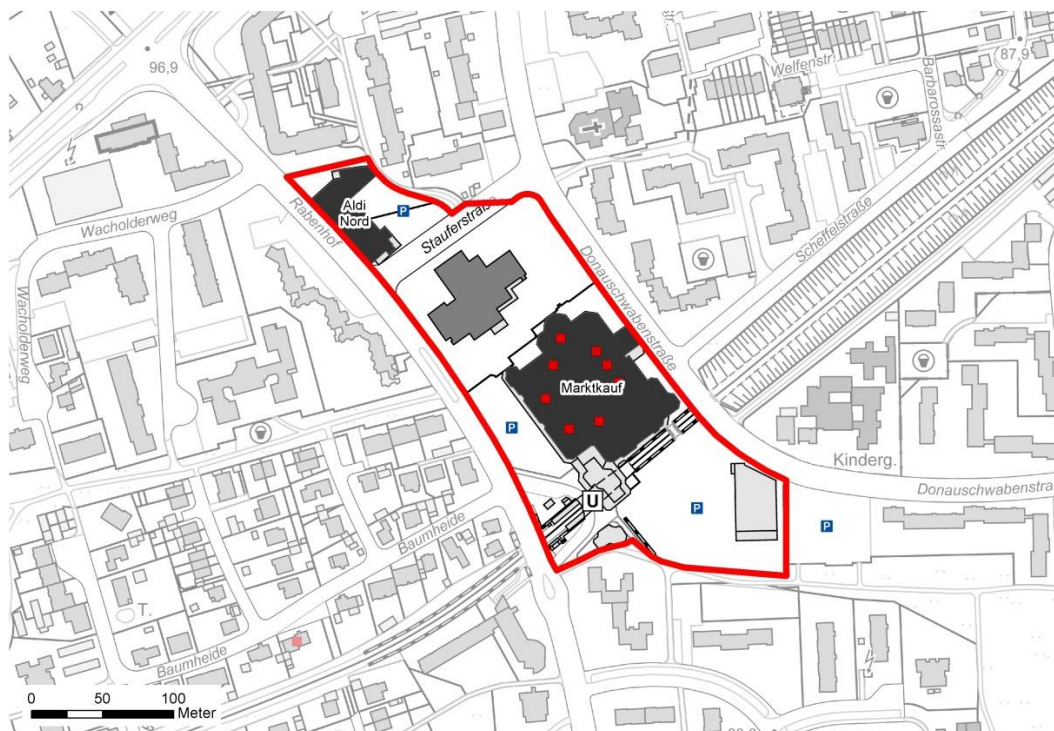 96,9
Welfenstr.
87,9
Barbarossastr.
Aldi
Nord
P
Stauferstraße
Rabenhof
Wacholderweg
Wacholderweg
Donauschwabenstraße
Scheffelstraße
Marktkauf
P
Kinderg.
U
Donauschwabenstra
P
P
Baumheide
T.
Baumheide
0 50 100
Meter